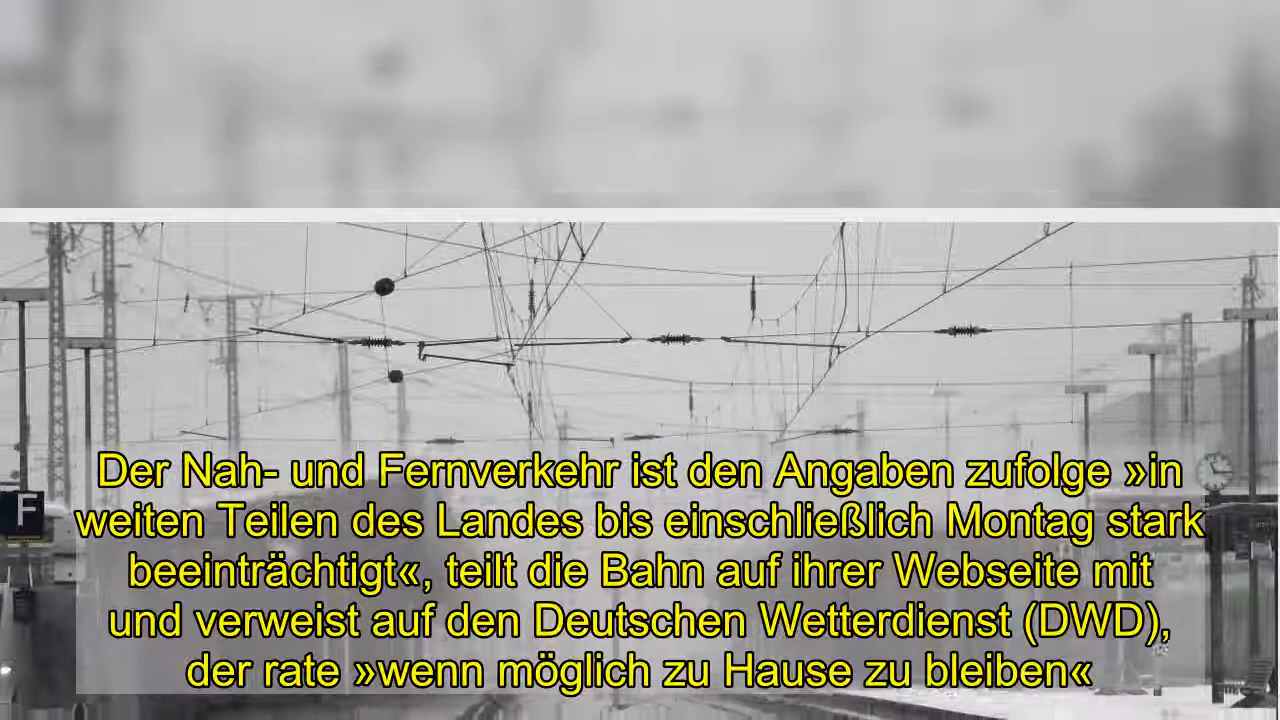 Der Nah- und Fernverkehr ist den Angaben zufolge »in
weiten Teilen des Landes bis einschließlich Montag stark
beeinträchtigt«, teilt die Bahn auf ihrer Webseite mit
und verweist auf den Deutschen Wetterdienst (DWD),
der rate »wenn möglich zu Hause zu bleiben«
F